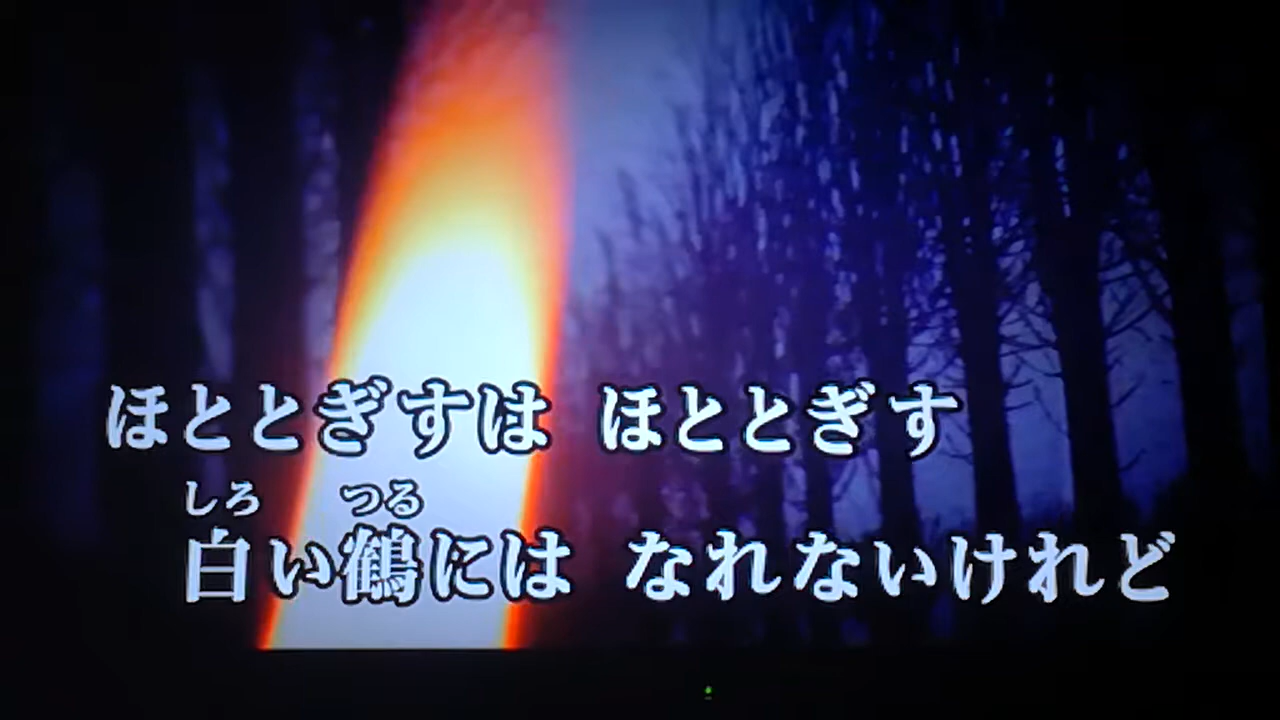 ほととぎすは ほととぎす
しろ つる
白い鶴には なれないけれど